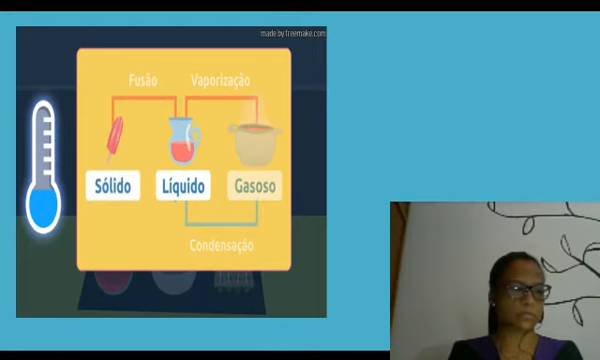 made by freemake.com
Fusão Vaporização
Sólido Líquido Gasoso
Condensação